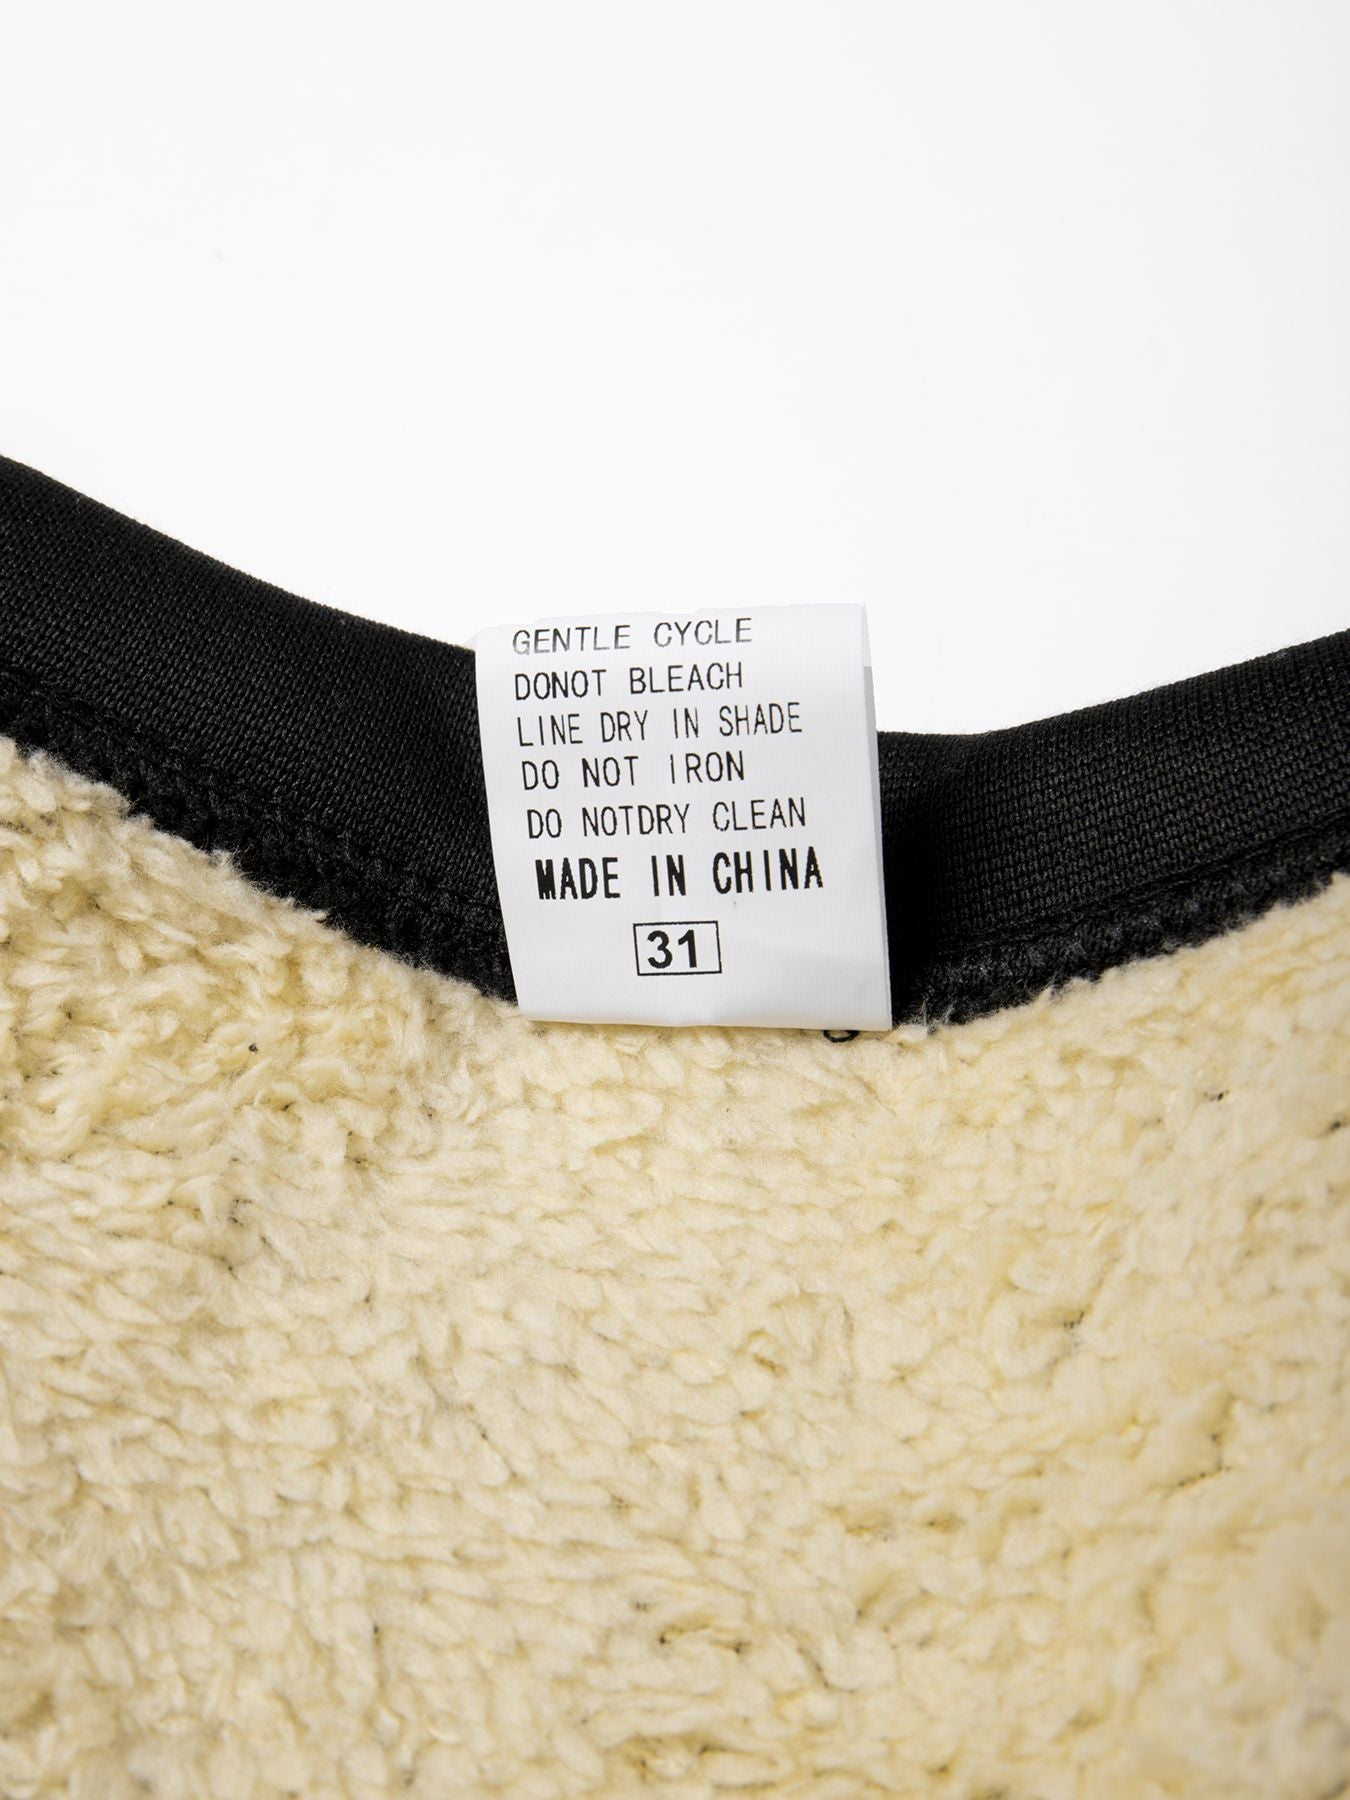 GENTLE CYCLE
DONOT BLEACH
LINE DRY IN SHADE
DO NOT IRON
DO NOTDRY CLEAN
MADE IN CHINA
31